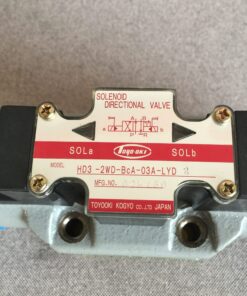 SOLENOID
DIRECTIONAL VALVE
SOLa
Toyo-oki
SOLb
MODEL HD3-2WD-BcA-03A-LYD 2
MFG.NO.
TOYOOKI KOGYO CO.,LTD JAPAN